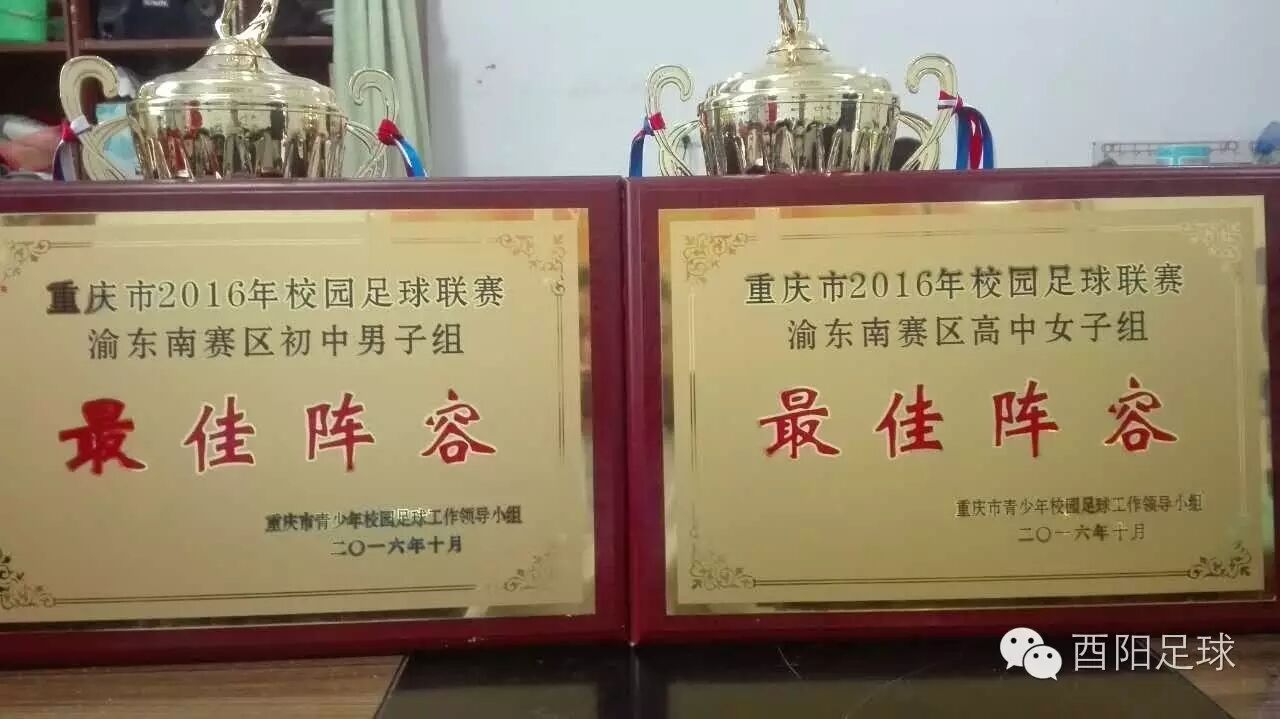 重庆市2016年校园足球联赛
渝东南赛区初中男子组
最佳阵容
重庆市青少年校园足球工作领导小组
二〇一六年十月
重庆市2016年校园足球联赛
渝东南赛区高中女子组
最佳阵容
重庆市青少年校园足球工作领导小组
二〇一六年十月
酉阳足球